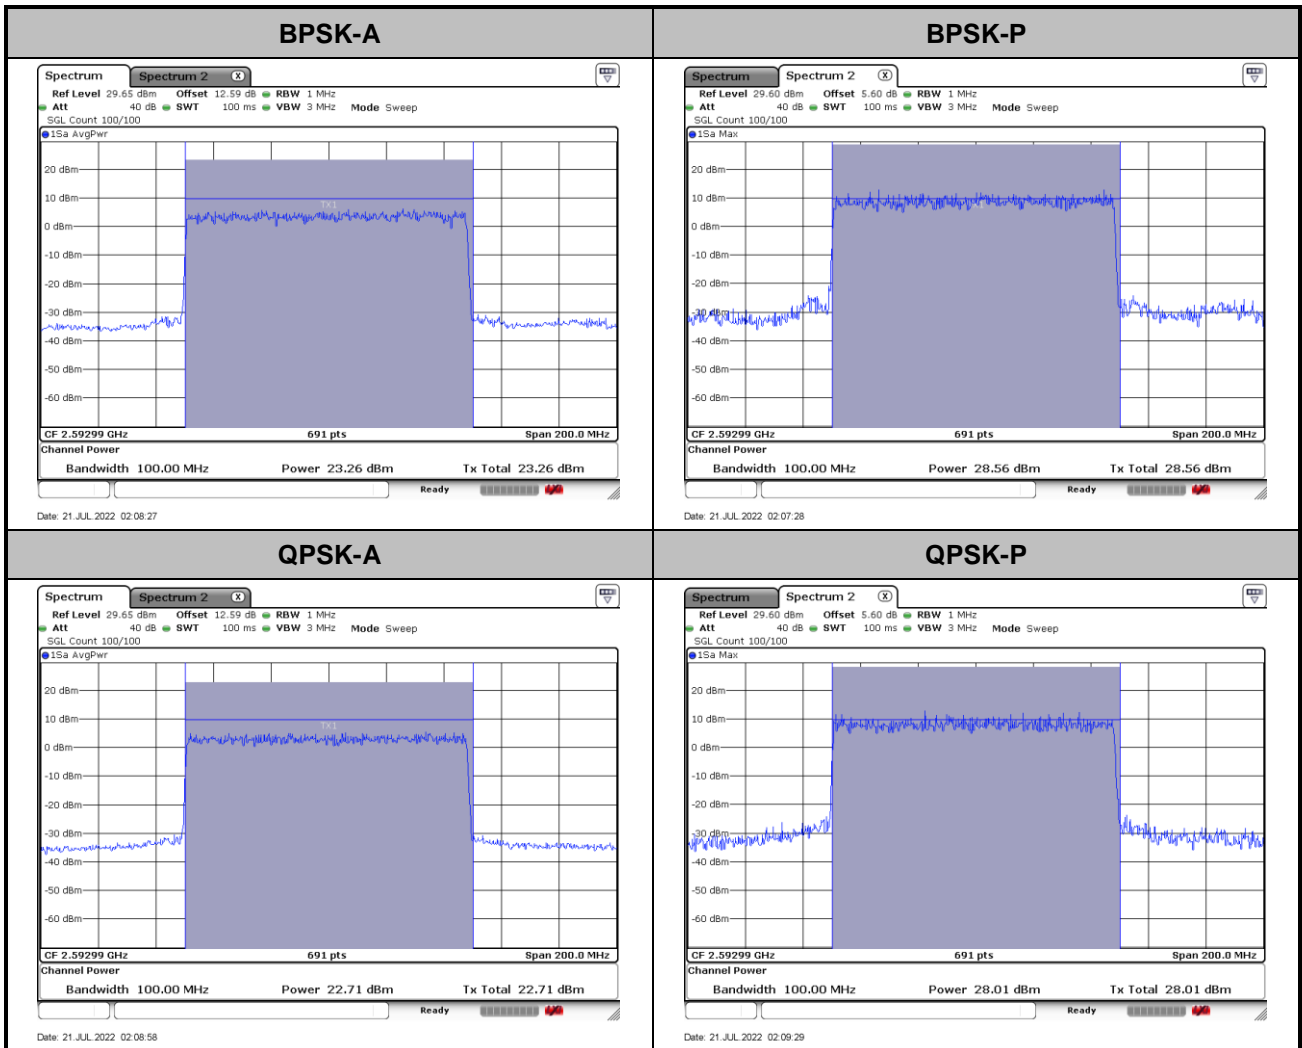 BPSK-A
BPSK-P
Spectrum Spectrum 2 X
Ref Level 29.65 dBm Offset 12.59 dB RBW 1 MHz
Att 40 dB SWT 100 ms VBW 3 MHz Mode Sweep
SGL Count 100/100
1Sa AvgPwr
20 dBm
10 dBm
TX1
0 dBm
-10 dBm
-20 dBm
-30 dBm
-40 dBm
-50 dBm
-60 dBm
CF 2.59299 GHz 691 pts Span 200.0 MHz
Channel Power
Bandwidth 100.00 MHz Power 23.26 dBm Tx Total 23.26 dBm
Ready
Date: 21.JUL.2022 02:08:27
Spectrum Spectrum 2 X
Ref Level 29.60 dBm Offset 5.60 dB RBW 1 MHz
Att 40 dB SWT 100 ms VBW 3 MHz Mode Sweep
SGL Count 100/100
1Sa Max
20 dBm
10 dBm
0 dBm
-10 dBm
-20 dBm
-30 dBm
-40 dBm
-50 dBm
-60 dBm
CF 2.59299 GHz 691 pts Span 200.0 MHz
Channel Power
Bandwidth 100.00 MHz Power 28.56 dBm Tx Total 28.56 dBm
Ready
Date: 21.JUL.2022 02:07:28
QPSK-A
QPSK-P
Spectrum Spectrum 2 X
Ref Level 29.65 dBm Offset 12.59 dB RBW 1 MHz
Att 40 dB SWT 100 ms VBW 3 MHz Mode Sweep
SGL Count 100/100
1Sa AvgPwr
20 dBm
10 dBm
TX1
0 dBm
-10 dBm
-20 dBm
-30 dBm
-40 dBm
-50 dBm
-60 dBm
CF 2.59299 GHz 691 pts Span 200.0 MHz
Channel Power
Bandwidth 100.00 MHz Power 22.71 dBm Tx Total 22.71 dBm
Ready
Date: 21.JUL.2022 02:08:58
Spectrum Spectrum 2 X
Ref Level 29.60 dBm Offset 5.60 dB RBW 1 MHz
Att 40 dB SWT 100 ms VBW 3 MHz Mode Sweep
SGL Count 100/100
1Sa Max
20 dBm
10 dBm
0 dBm
-10 dBm
-20 dBm
-30 dBm
-40 dBm
-50 dBm
-60 dBm
CF 2.59299 GHz 691 pts Span 200.0 MHz
Channel Power
Bandwidth 100.00 MHz Power 28.01 dBm Tx Total 28.01 dBm
Ready
Date: 21.JUL.2022 02:09:29